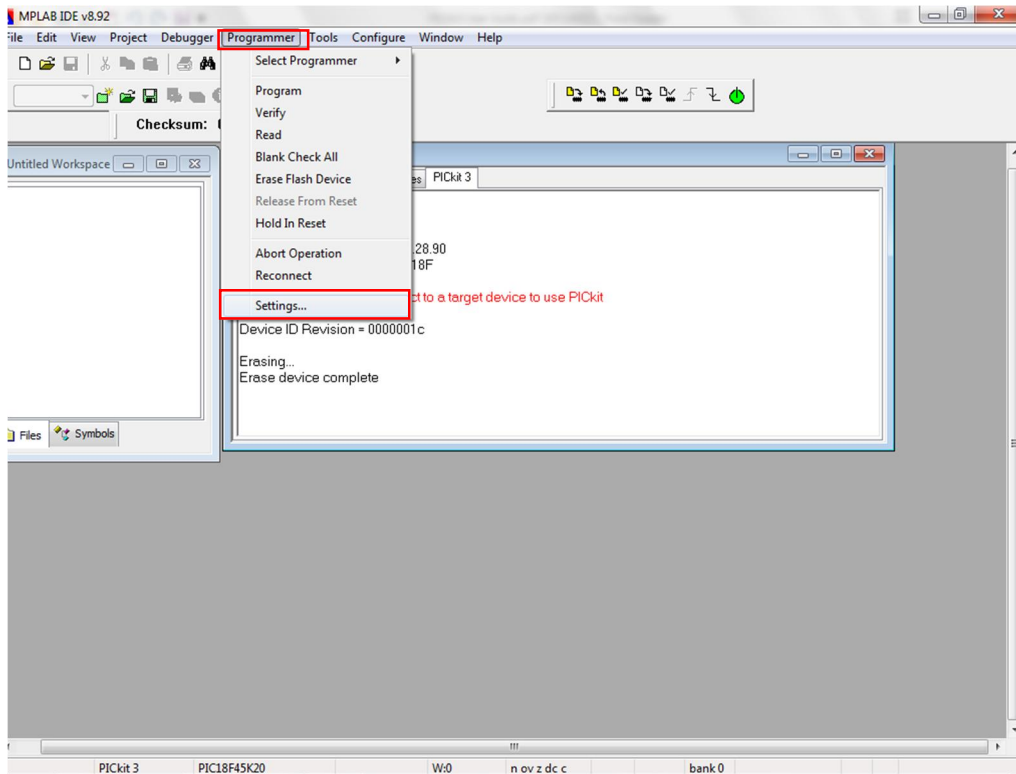 MPLAB IDE v8.92
File Edit View Project Debugger Programmer Tools Configure Window Help
Select Programmer
Program
Verify
Read
Blank Check All
Erase Flash Device
Release From Reset
Hold In Reset
Abort Operation
Reconnect
Settings...
Checksum:
Untitled Workspace
Files Symbols
PICkit 3
.28.90
18F
to a target device to use PICkit
Device ID Revision = 0000001c
Erasing...
Erase device complete
PICkit 3 PIC18F45K20 W:0 n ov z dc c bank 0